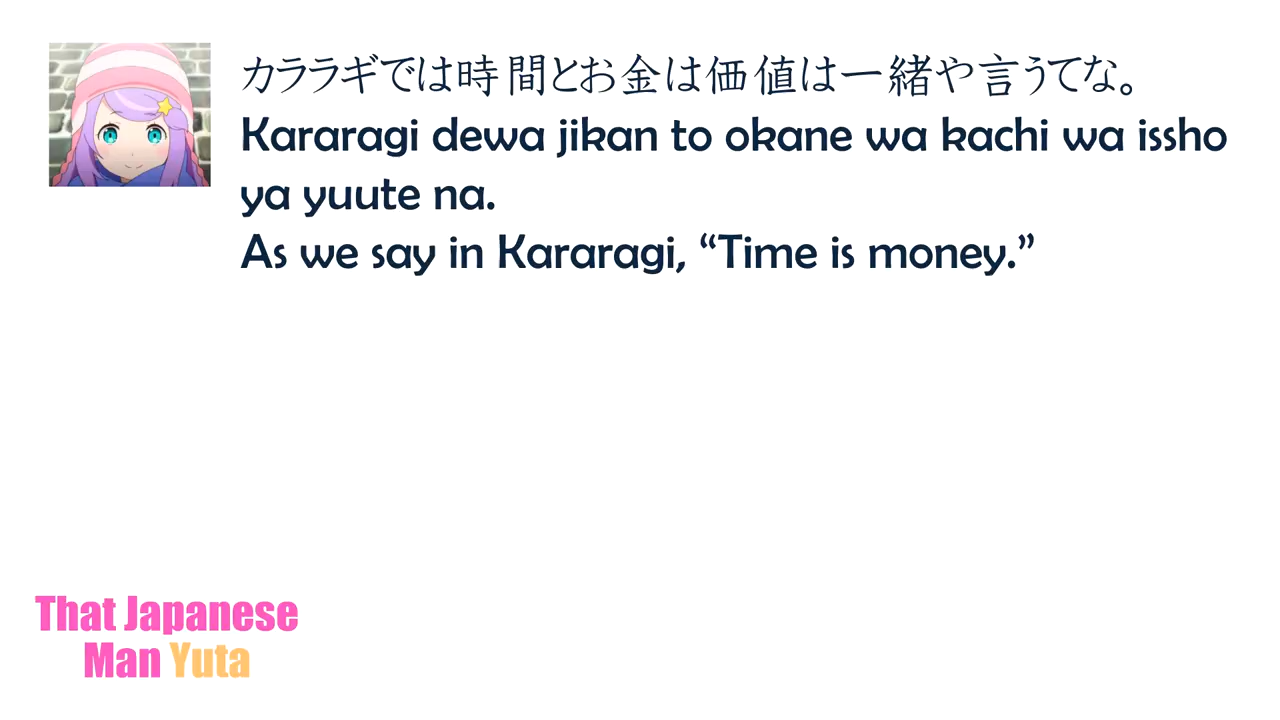 カララギでは時間とお金は価値は一緒や言うてな。
Kararagi dewa jikan to okane wa kachi wa issho
ya yuute na.
As we say in Kararagi, “Time is money.”
That Japanese
Man Yuta